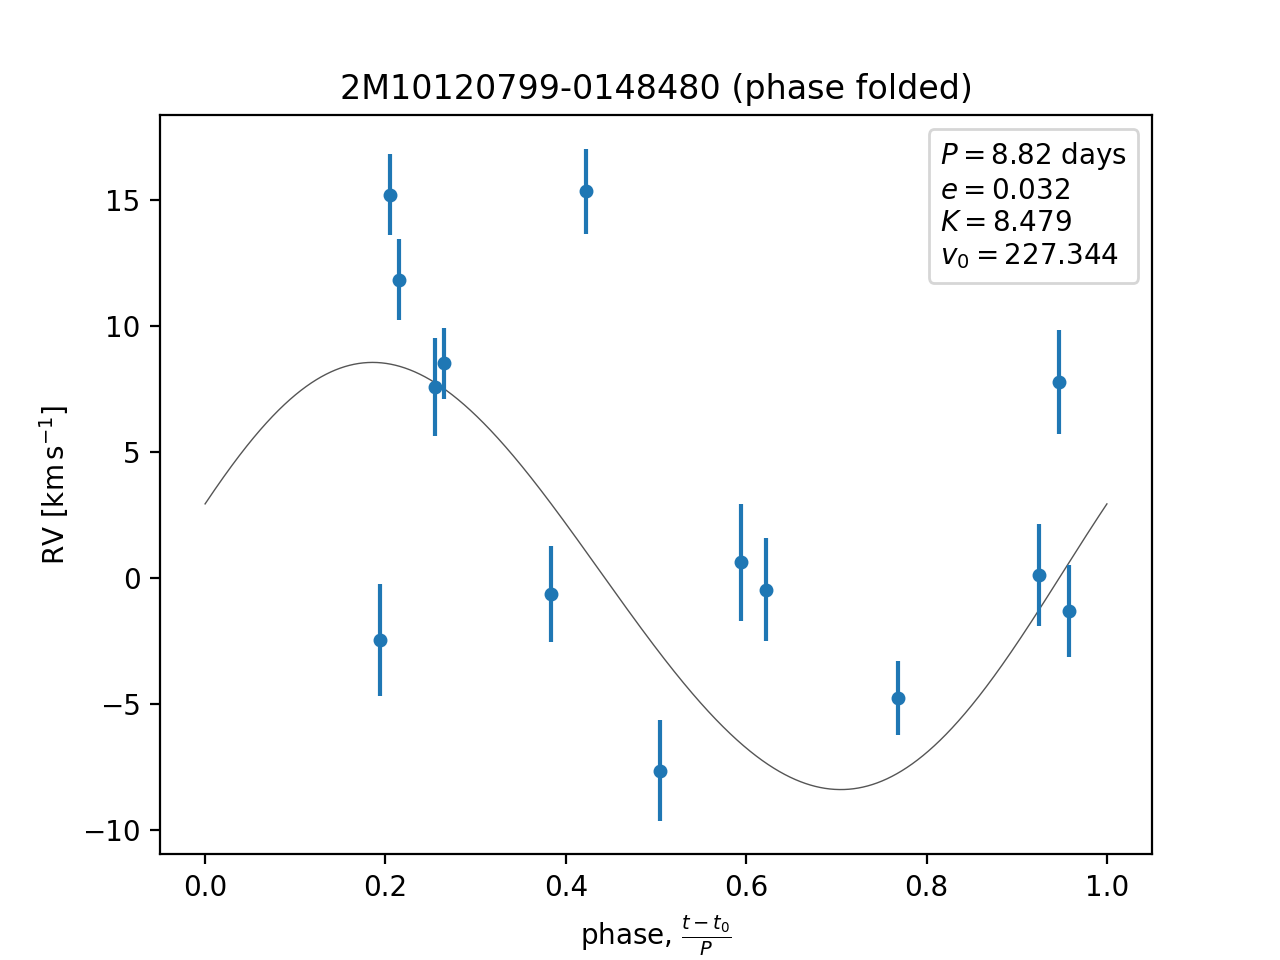 2M10120799-0148480 (phase folded)
P = 8.82 days
e = 0.032
K = 8.479
v₀ = 227.344
15
10
5
0
−5
−10
RV [km s⁻¹]
0.0 0.2 0.4 0.6 0.8 1.0
phase, (t − t₀)/P